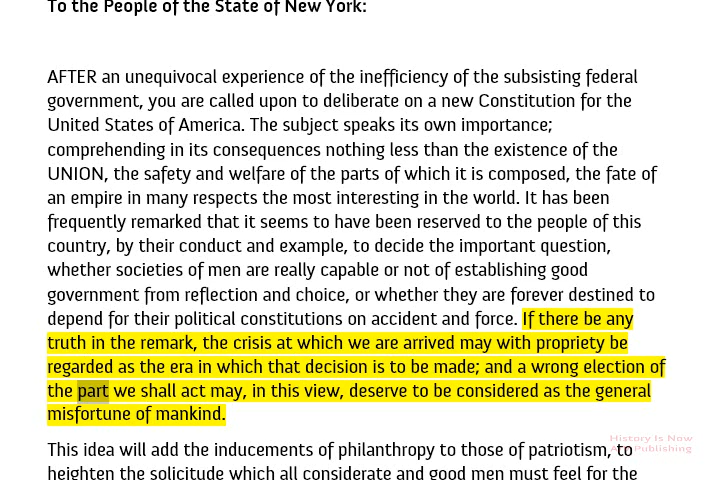 To the People of the State of New York:
AFTER an unequivocal experience of the inefficiency of the subsisting federal
government, you are called upon to deliberate on a new Constitution for the
United States of America. The subject speaks its own importance;
comprehending in its consequences nothing less than the existence of the
UNION, the safety and welfare of the parts of which it is composed, the fate of
an empire in many respects the most interesting in the world. It has been
frequently remarked that it seems to have been reserved to the people of this
country, by their conduct and example, to decide the important question,
whether societies of men are really capable or not of establishing good
government from reflection and choice, or whether they are forever destined to
depend for their political constitutions on accident and force. If there be any
truth in the remark, the crisis at which we are arrived may with propriety be
regarded as the era in which that decision is to be made; and a wrong election of
the part we shall act may, in this view, deserve to be considered as the general
misfortune of mankind.
This idea will add the inducements of philanthropy to those of patriotism, to
heighten the solicitude which all considerate and good men must feel for the
History Is Now
Publishing